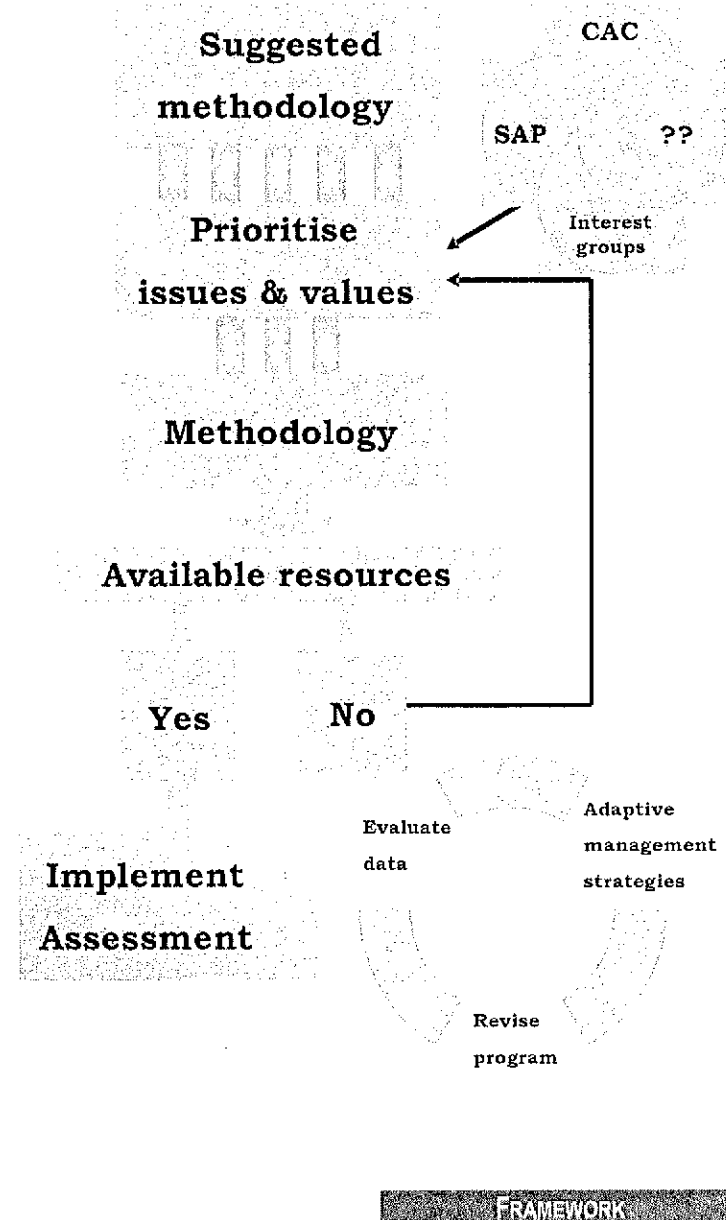 Suggested
methodology
CAC
SAP
??
Interest
groups
Prioritise
issues & values
Methodology
Available resources
Yes
No
Implement
Assessment
Evaluate
data
Adaptive
management
strategies
Revise
program
FRAMEWORK